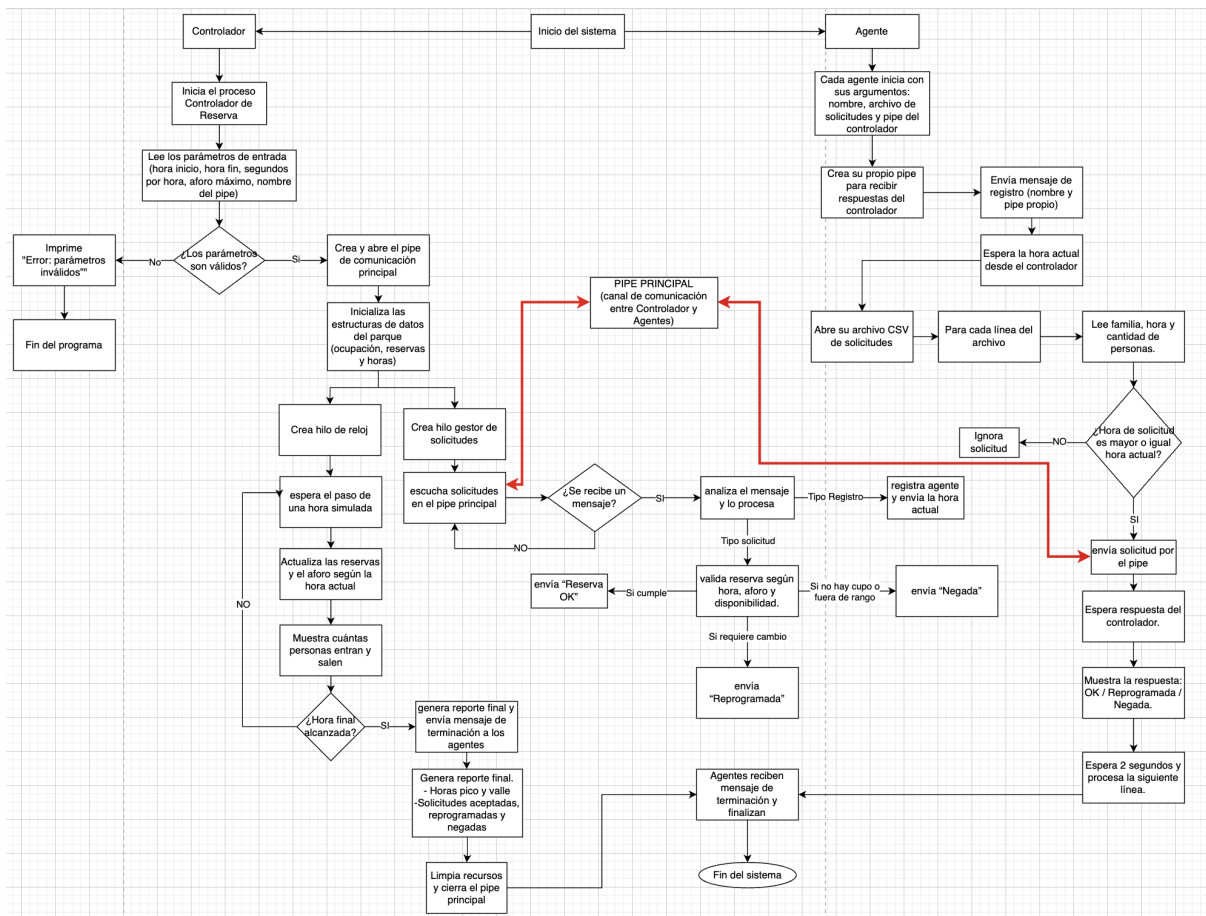 Controlador
Inicio del sistema
Agente
Inicia el proceso
Controlador de
Reserva
Lee los parámetros de entrada
(hora inicio, hora fin, segundos
por hora, aforo máximo, nombre
del pipe)
¿Los parámetros
son válidos?
No
Imprime
"Error: parámetros
inválidos""
Fin del programa
Si
Crea y abre el pipe
de comunicación
principal
Inicializa las
estructuras de datos
del parque
(ocupación, reservas
y horas)
Crea hilo de reloj
Crea hilo gestor de
solicitudes
espera el paso de
una hora simulada
Actualiza las reservas
y el aforo según la
hora actual
Muestra cuántas
personas entran y
salen
¿Hora final
alcanzada?
NO
SI
genera reporte final y
envía mensaje de
terminación a los
agentes
Genera reporte final.
- Horas pico y valle
-Solicitudes aceptadas,
reprogramadas y
negadas
Limpia recursos
y cierra el pipe
principal
escucha solicitudes
en el pipe principal
¿Se recibe un
mensaje?
NO
SI
analiza el mensaje
y lo procesa
Tipo Registro
registra agente
y envía la hora
actual
Tipo solicitud
valida reserva según
hora, aforo y
disponibilidad.
Si cumple
envía “Reserva
OK”
Si no hay cupo o
fuera de rango
envía “Negada”
Si requiere cambio
envía
“Reprogramada”
PIPE PRINCIPAL
(canal de comunicación
entre Controlador y
Agentes)
Cada agente inicia con
sus argumentos:
nombre, archivo de
solicitudes y pipe del
controlador
Crea su propio pipe
para recibir
respuestas del
controlador
Envía mensaje de
registro (nombre y
pipe propio)
Espera la hora actual
desde el controlador
Abre su archivo CSV
de solicitudes
Para cada línea del
archivo
Lee familia, hora y
cantidad de
personas.
¿Hora de solicitud
es mayor o igual
hora actual?
NO
Ignora
solicitud
SI
envía solicitud por
el pipe
Espera respuesta del
controlador.
Muestra la respuesta:
OK / Reprogramada /
Negada.
Espera 2 segundos y
procesa la siguiente
línea.
Agentes reciben
mensaje de
terminación y
finalizan
Fin del sistema